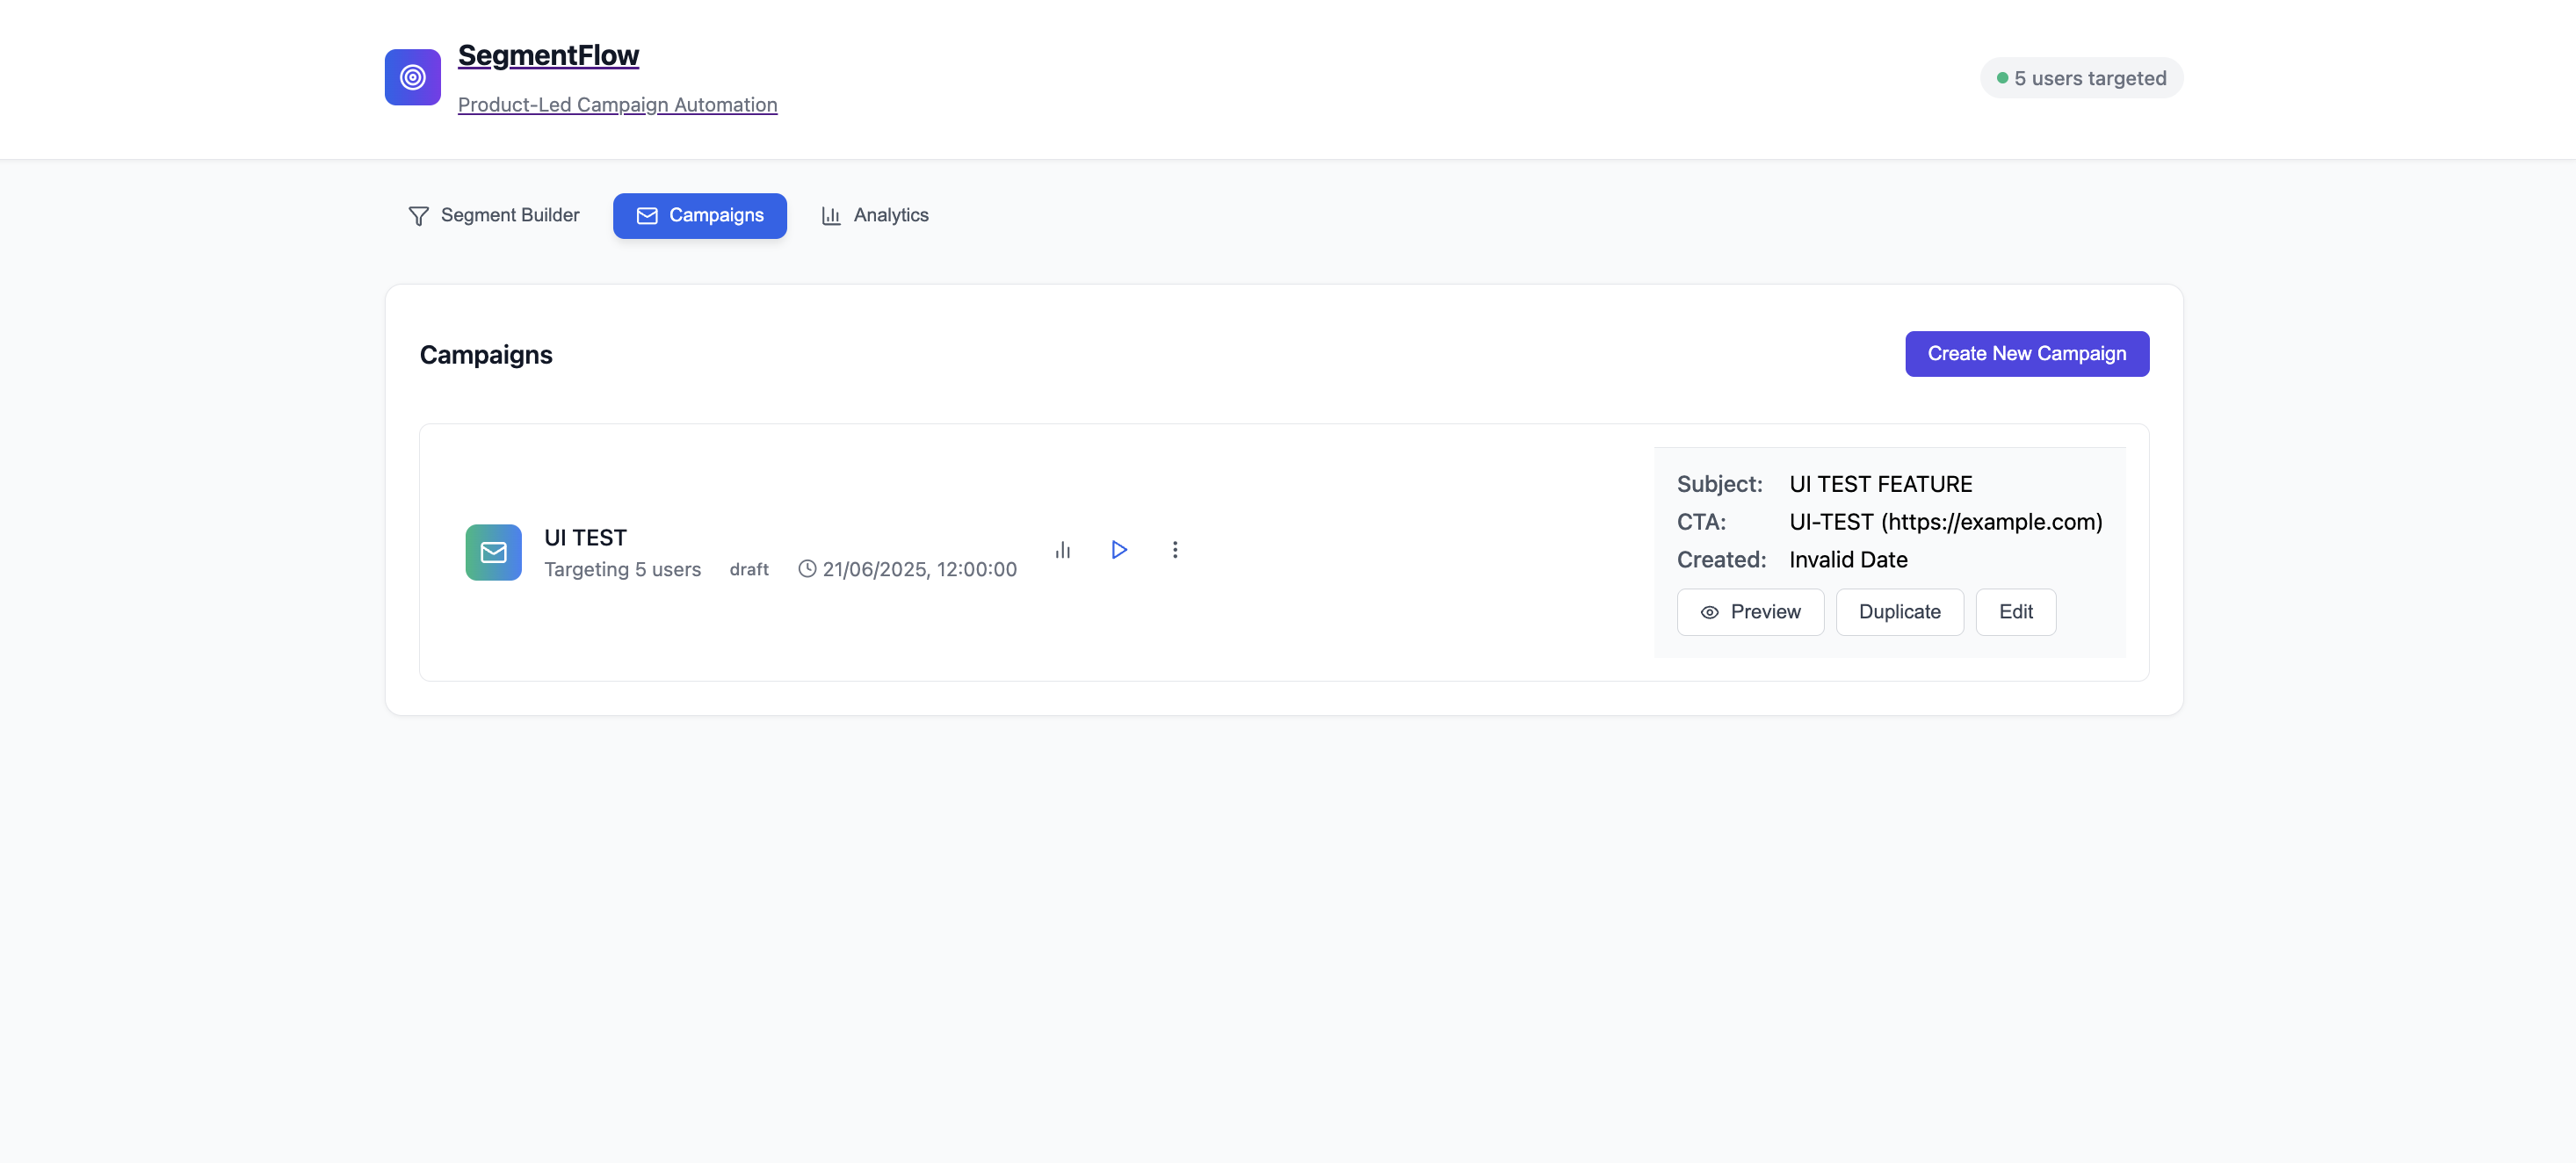 SegmentFlow
Product-Led Campaign Automation
5 users targeted
Segment Builder
Campaigns
Analytics
Campaigns
Create New Campaign
UI TEST
Targeting 5 users draft 21/06/2025, 12:00:00
Subject: UI TEST FEATURE
CTA: UI-TEST (https://example.com)
Created: Invalid Date
Preview
Duplicate
Edit